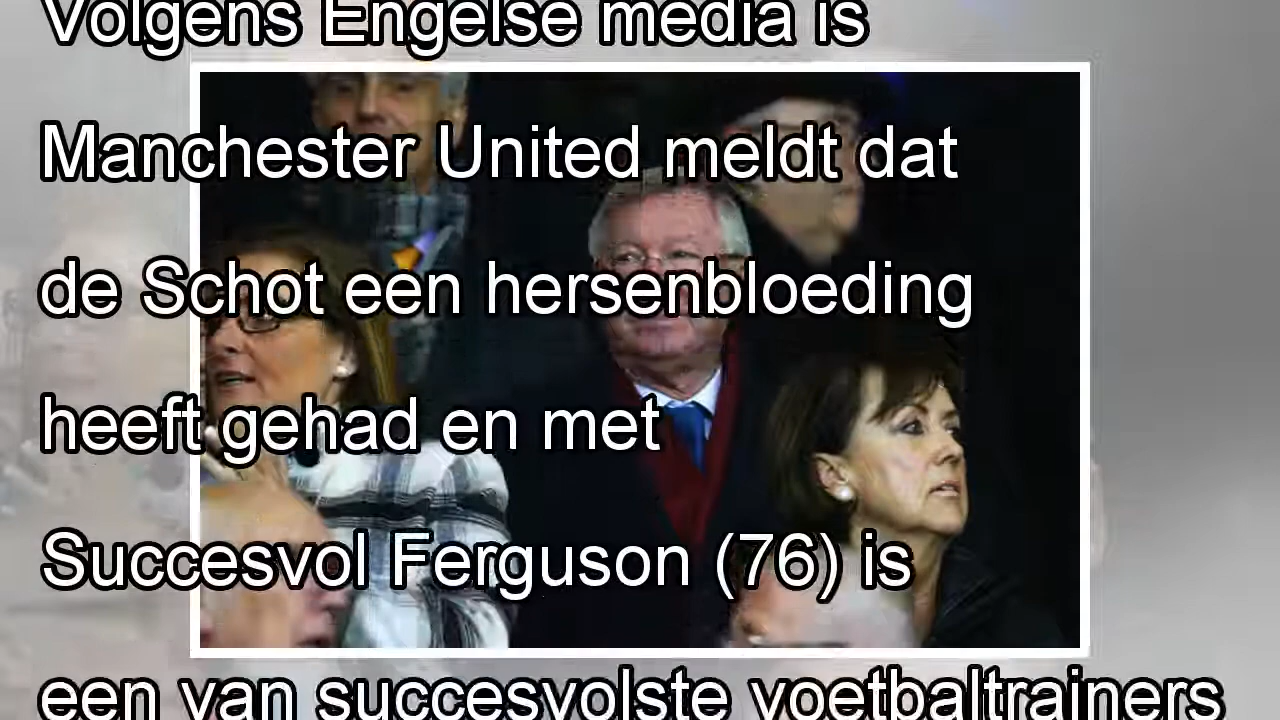 Volgens Engelse media is
Manchester United meldt dat
de Schot een hersenbloeding
heeft gehad en met
Succesvol Ferguson (76) is
een van succesvolste voetbaltrainers